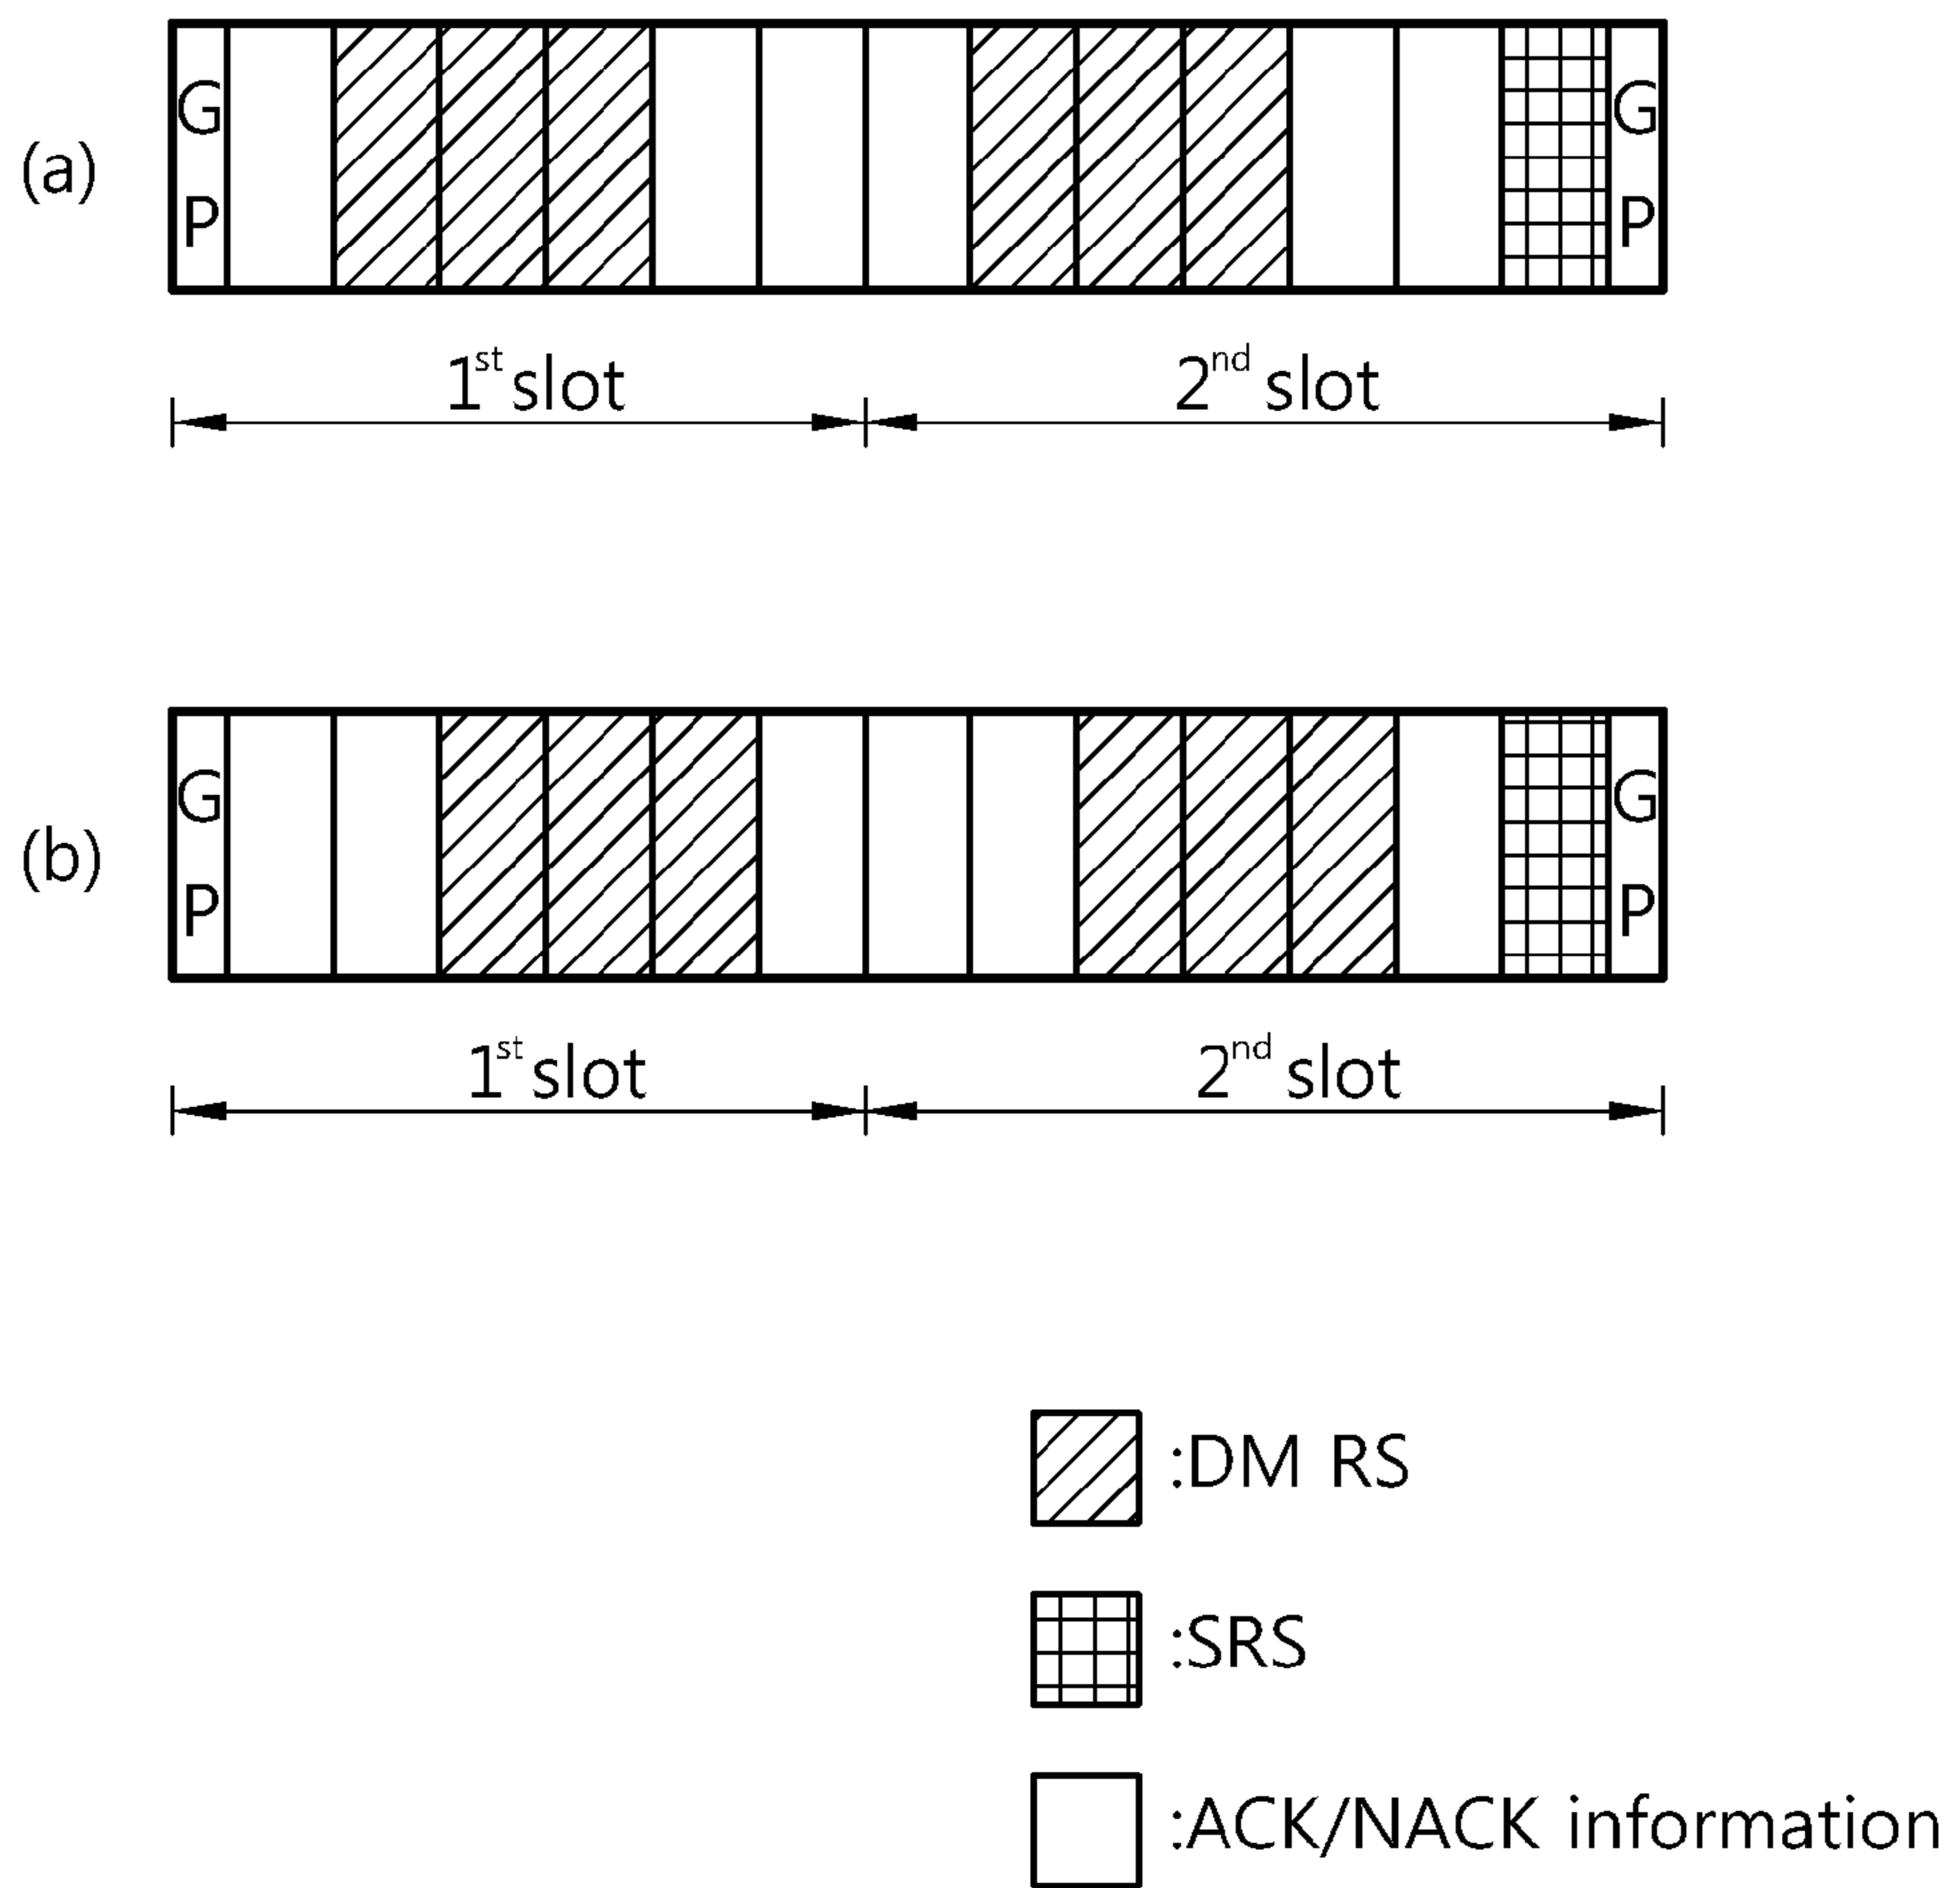 (a)
G
P
G
P
1st slot
2nd slot
(b)
G
P
G
P
1st slot
2nd slot
:DM RS
:SRS
:ACK/NACK information